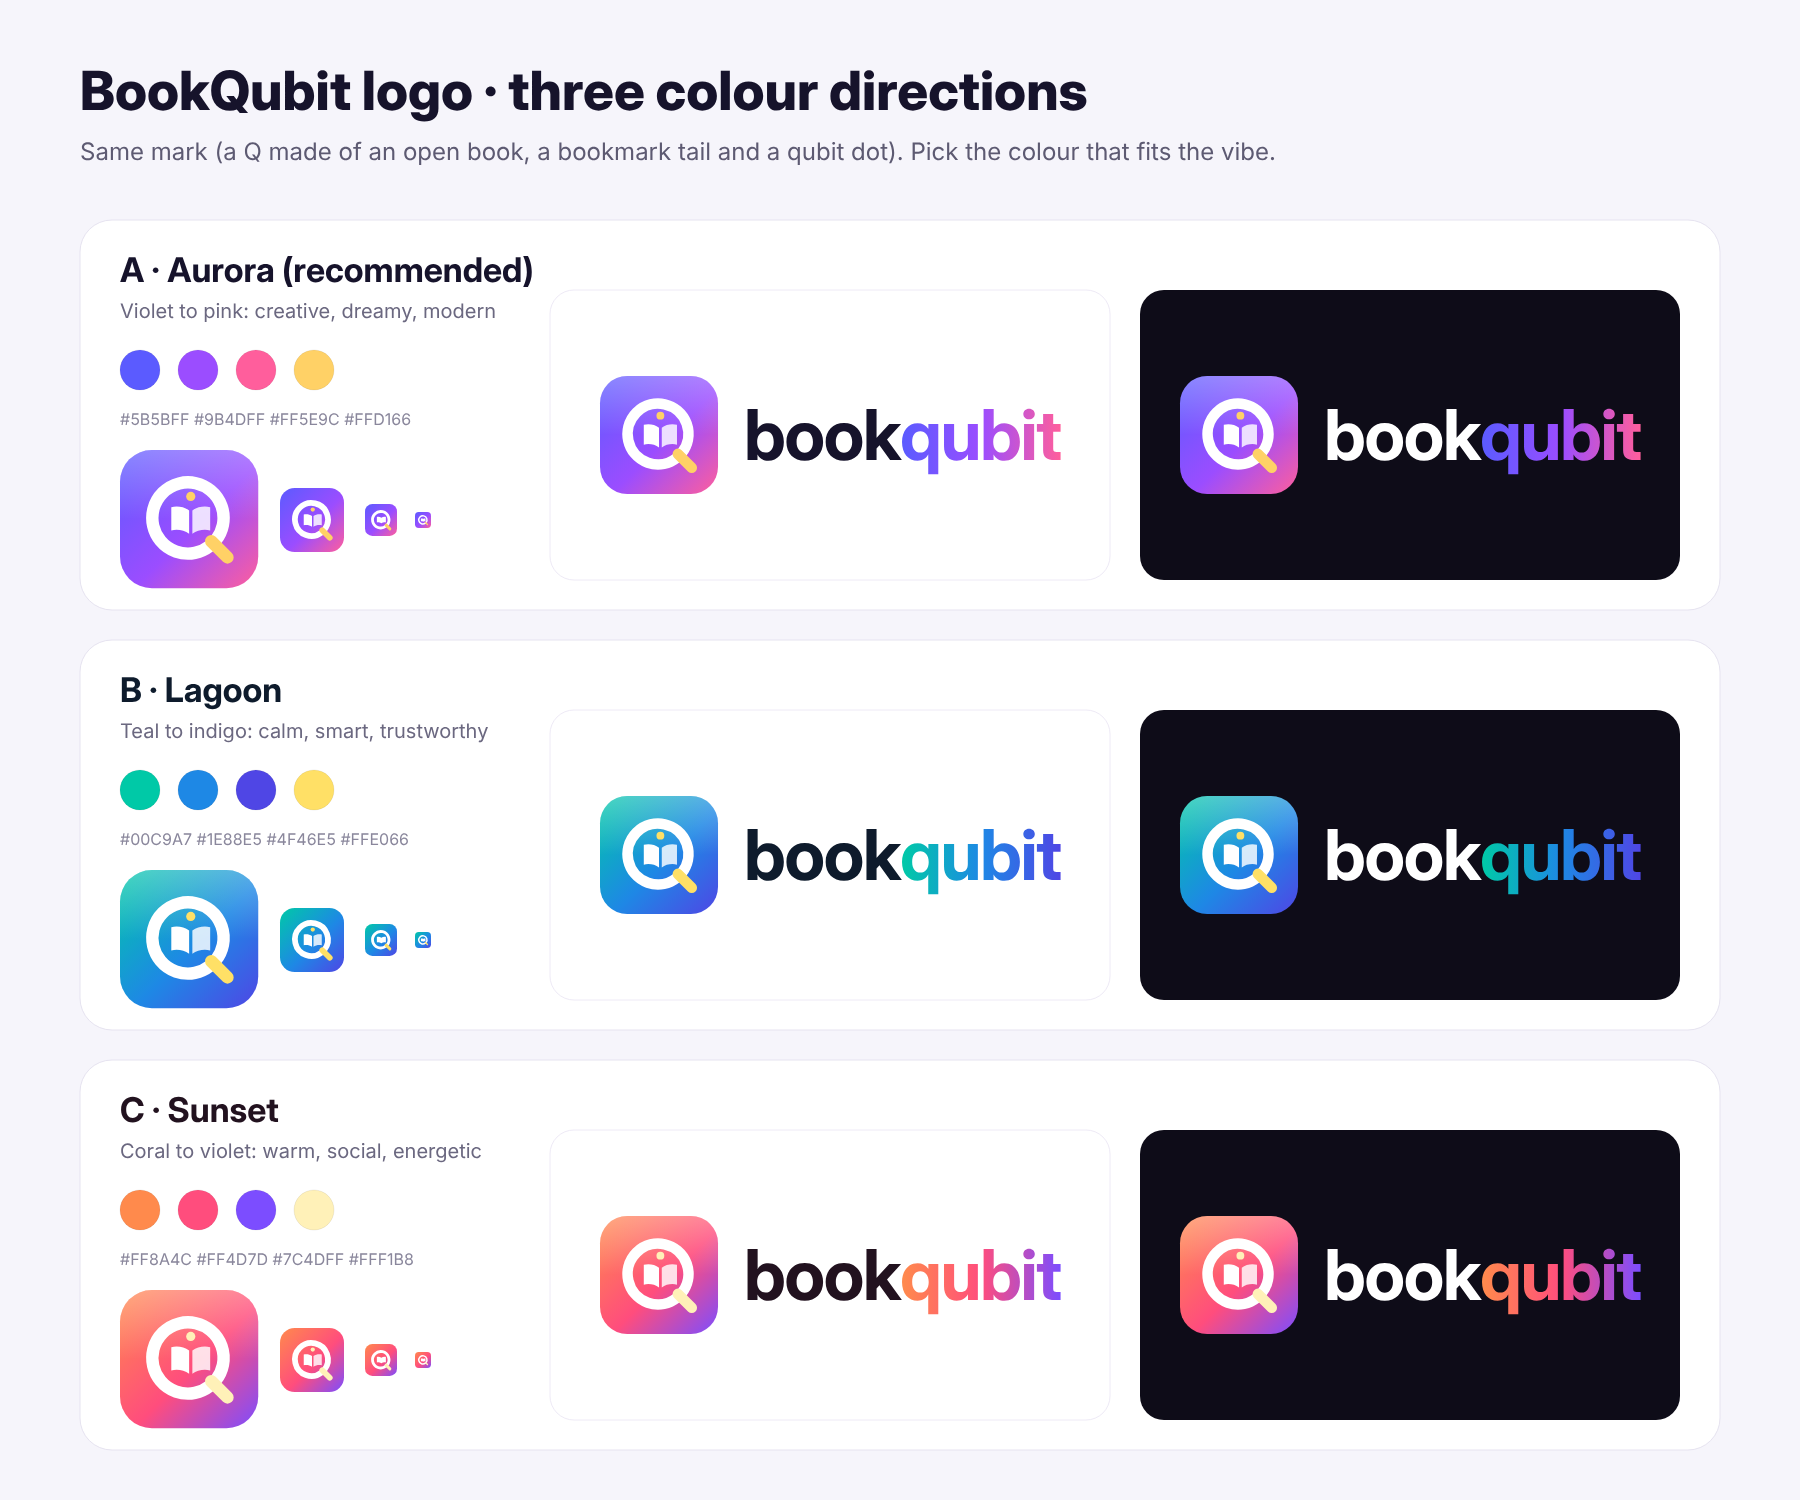 BookQubit logo · three colour directions
Same mark (a Q made of an open book, a bookmark tail and a qubit dot). Pick the colour that fits the vibe.
A · Aurora (recommended)
Violet to pink: creative, dreamy, modern
#5B5BFF #9B4DFF #FF5E9C #FFD166
bookqubit
bookqubit
B · Lagoon
Teal to indigo: calm, smart, trustworthy
#00C9A7 #1E88E5 #4F46E5 #FFE066
bookqubit
bookqubit
C · Sunset
Coral to violet: warm, social, energetic
#FF8A4C #FF4D7D #7C4DFF #FFF1B8
bookqubit
bookqubit